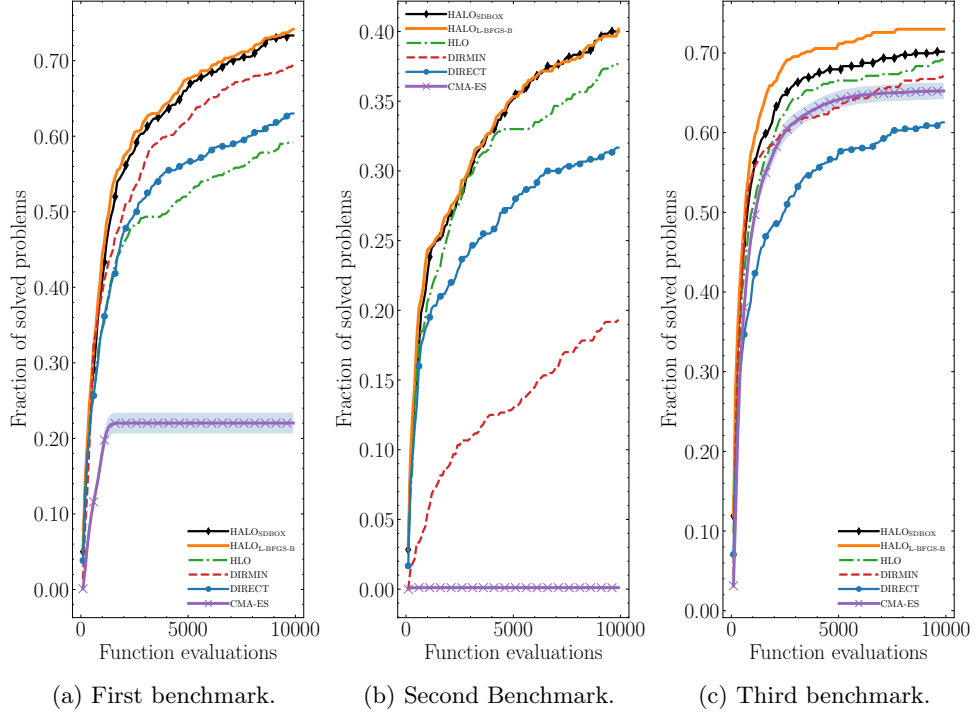 Fraction of solved problems
0.70
0.60
0.50
0.40
0.30
0.20
0.10
0.00
HALOSDBOX
HALOL-BFGS-B
HLO
DIRMIN
DIRECT
CMA-ES
0
5000
10000
Function evaluations
(a) First benchmark.
Fraction of solved problems
0.40
0.35
0.30
0.25
0.20
0.15
0.10
0.05
0.00
HALOSDBOX
HALOL-BFGS-B
HLO
DIRMIN
DIRECT
CMA-ES
0
5000
10000
Function evaluations
(b) Second Benchmark.
Fraction of solved problems
0.70
0.60
0.50
0.40
0.30
0.20
0.10
0.00
HALOSDBOX
HALOL-BFGS-B
HLO
DIRMIN
DIRECT
CMA-ES
0
5000
10000
Function evaluations
(c) Third benchmark.